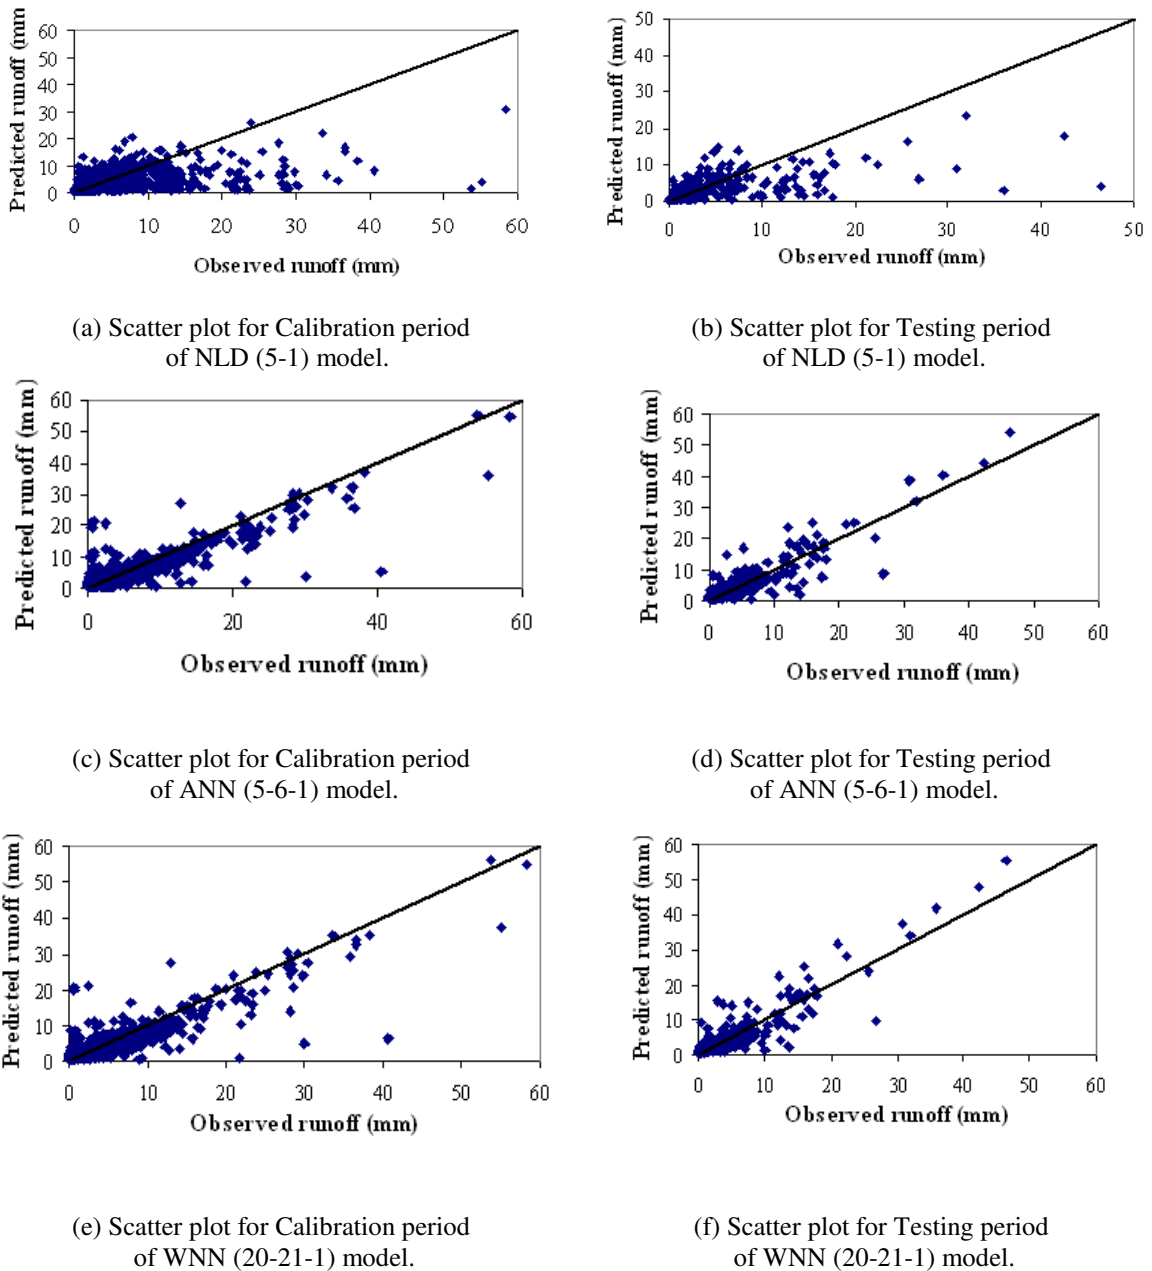 Predicted runoff (mm
60
50
40
30
20
10
0
0 10 20 30 40 50 60
Observed runoff (mm)
(a) Scatter plot for Calibration period
of NLD (5-1) model.
Predicted runoff (mm)
50
40
30
20
10
0
0 10 20 30 40 50
Observed runoff (mm)
(b) Scatter plot for Testing period
of NLD (5-1) model.
Predicted runoff (mm)
60
50
40
30
20
10
0
0 20 40 60
Observed runoff (mm)
(c) Scatter plot for Calibration period
of ANN (5-6-1) model.
Predicted runoff (mm)
60
50
40
30
20
10
0
0 10 20 30 40 50 60
Observed runoff (mm)
(d) Scatter plot for Testing period
of ANN (5-6-1) model.
Predicted runoff (mm)
60
50
40
30
20
10
0
0 10 20 30 40 50 60
Observed runoff (mm)
(e) Scatter plot for Calibration period
of WNN (20-21-1) model.
Predicted runoff (mm)
60
50
40
30
20
10
0
0 10 20 30 40 50 60
Observed runoff (mm)
(f) Scatter plot for Testing period
of WNN (20-21-1) model.